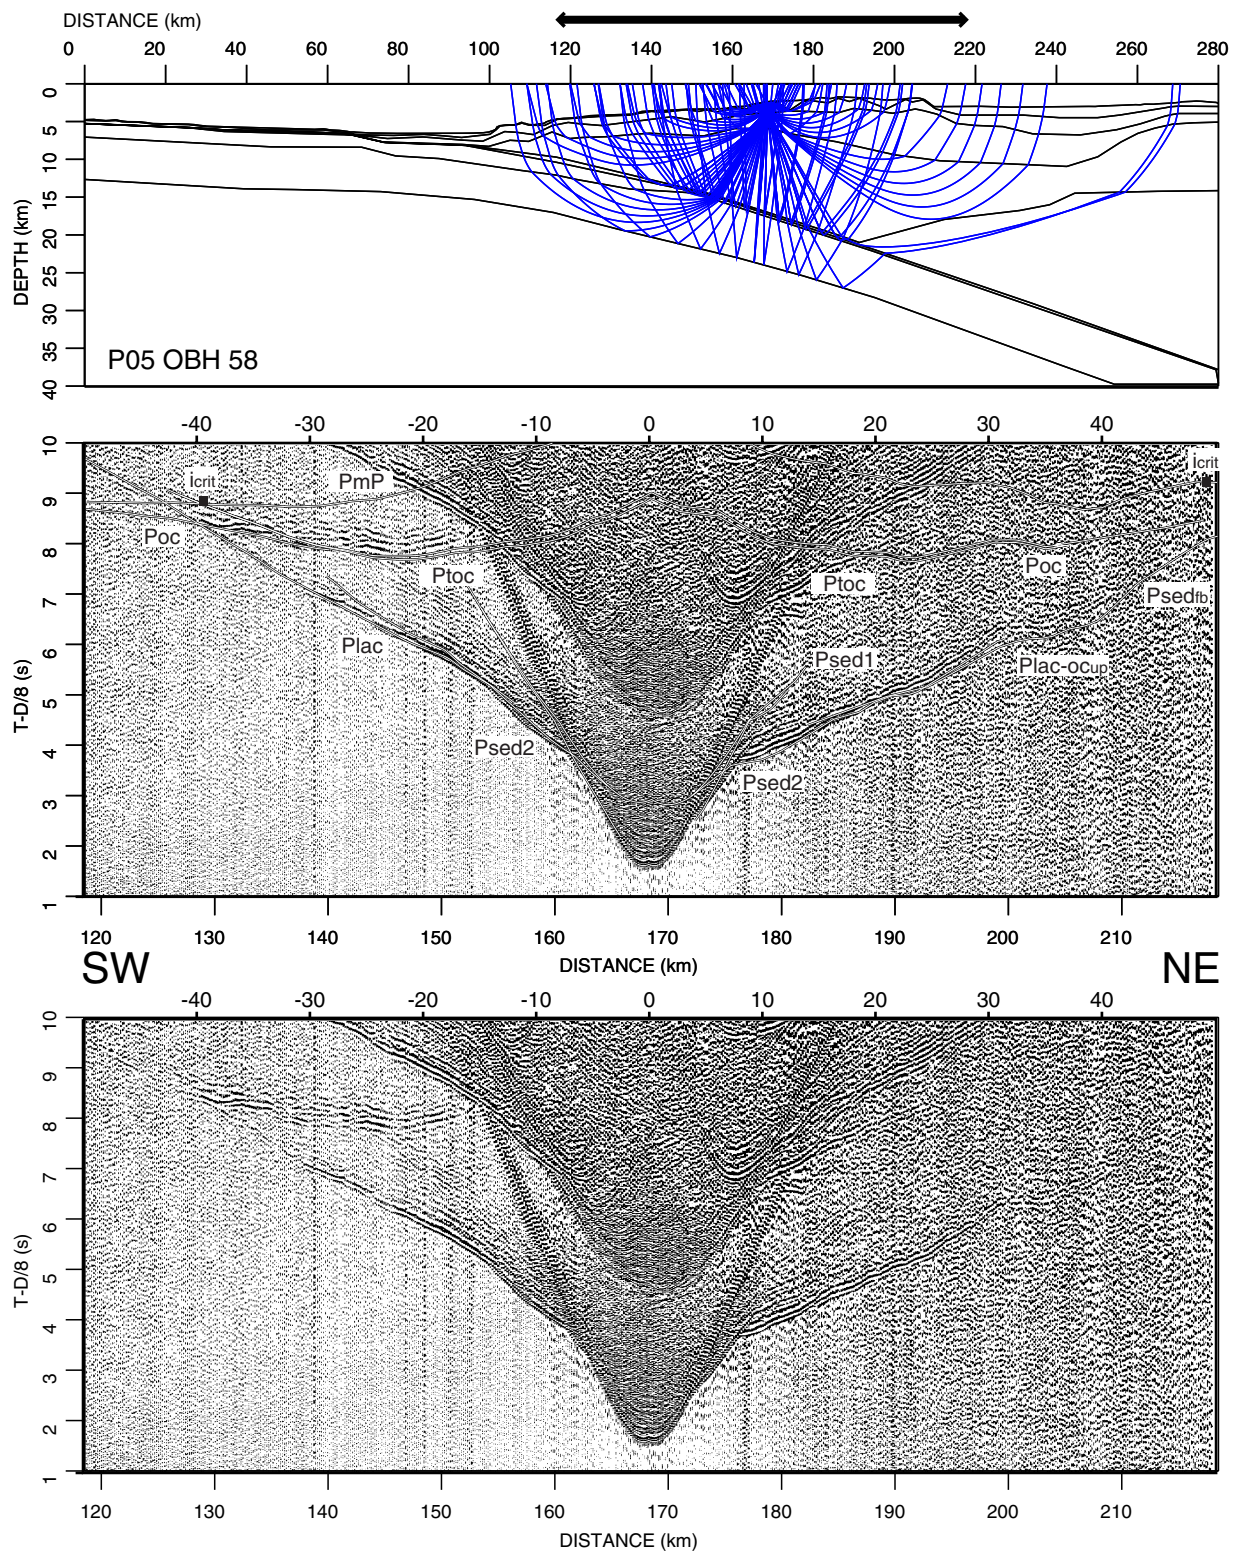 DISTANCE (km)
0 20 40 60 80 100 120 140 160 180 200 220 240 260 280
0
5
10
15
20
25
30
35
40
DEPTH (km)
P05 OBH 58
-40 -30 -20 -10 0 10 20 30 40
10
9
8
7
6
5
4
3
2
1
T-D/8 (s)
icrit
PmP
icrit
Poc
Ptoc
Ptoc
Poc
Psedfb
Plac
Psed1
Plac-ocup
Psed2
Psed2
120 130 140 150 160 170 180 190 200 210
DISTANCE (km)
SW
NE
-40 -30 -20 -10 0 10 20 30 40
10
9
8
7
6
5
4
3
2
1
T-D/8 (s)
120 130 140 150 160 170 180 190 200 210
DISTANCE (km)